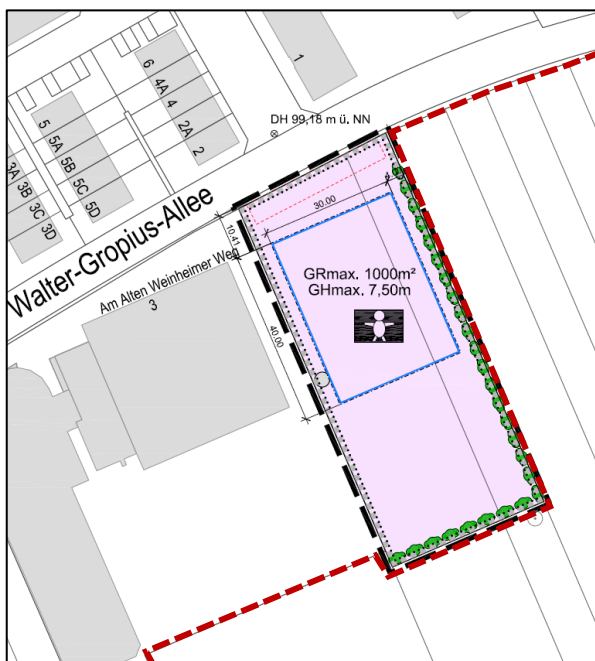 1
6
4A
4
2A
2
5
5A
5B
5C
5D
3A
3B
3C
3D
DH 99,18 m ü. NN
Walter-Gropius-Allee
Am Alten Weinheimer Weg
3
10.41
30.00
40.00
GRmax. 1000m²
GHmax. 7,50m